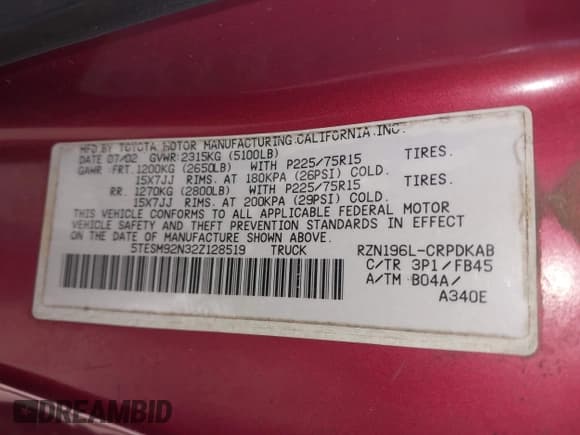 MFD BY TOYOTA MOTOR MANUFACTURING,CALIFORNIA,INC.
DATE 07/02 GVWR 2315KG (5100LB)
GAWR: FRT. 1200KG (2650LB) WITH P225/75R15 TIRES.
15X7JJ RIMS. AT 180KPA (26PSI) COLD.
RR. 1270KG (2800LB) WITH P225/75R15 TIRES.
15X7JJ RIMS. AT 200KPA (29PSI) COLD.
THIS VEHICLE CONFORMS TO ALL APPLICABLE FEDERAL MOTOR
VEHICLE SAFETY AND THEFT PREVENTION STANDARDS IN EFFECT
ON THE DATE OF MANUFACTURE SHOWN ABOVE.
5TESM92N32Z128519 TRUCK RZN196L-CRPDKAB
C/TR 3P1/FB45
A/TM B04A/
A340E
DREAMBID